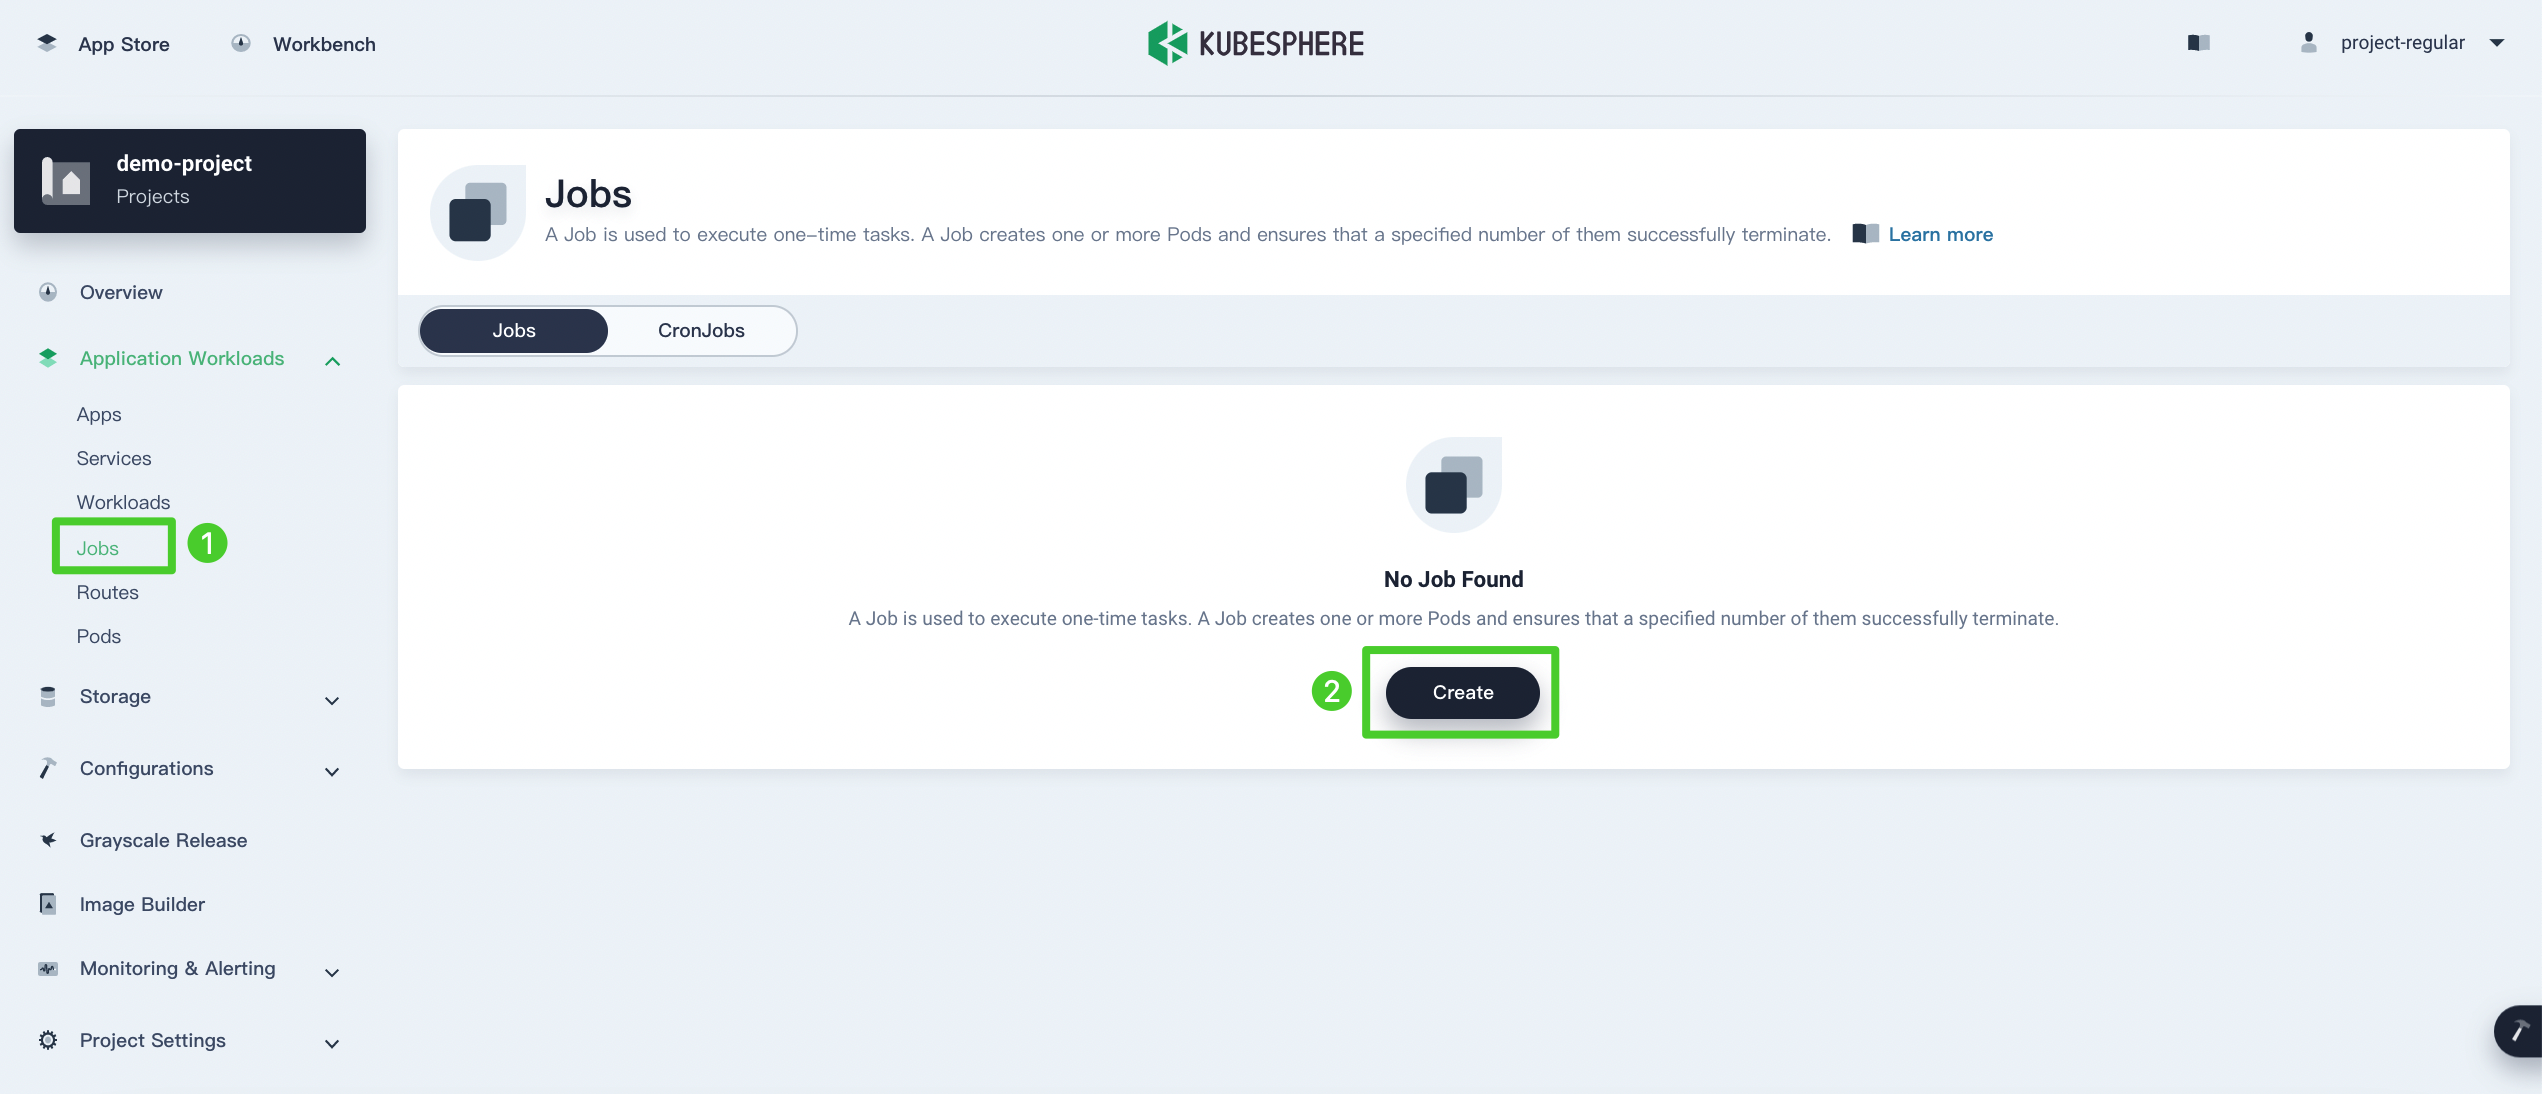 App Store
Workbench
KUBESPHERE
project-regular
demo-project
Projects
Overview
Application Workloads
Apps
Services
Workloads
Jobs
1
Routes
Pods
Storage
Configurations
Grayscale Release
Image Builder
Monitoring & Alerting
Project Settings
Jobs
A Job is used to execute one-time tasks. A Job creates one or more Pods and ensures that a specified number of them successfully terminate.
Learn more
Jobs
CronJobs
No Job Found
A Job is used to execute one-time tasks. A Job creates one or more Pods and ensures that a specified number of them successfully terminate.
2
Create